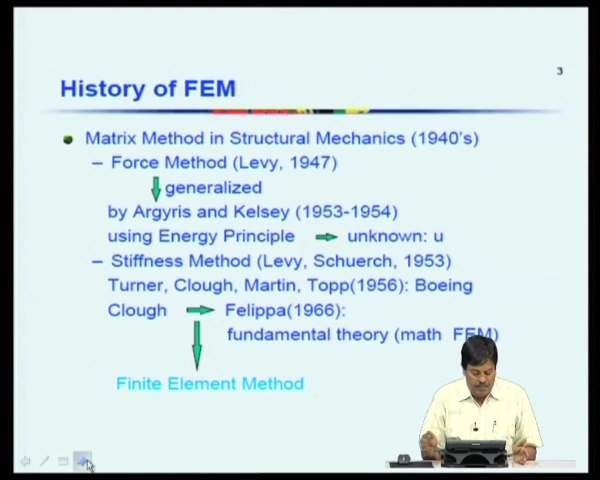 3
History of FEM
Matrix Method in Structural Mechanics (1940's)
– Force Method (Levy, 1947)
generalized
by Argyris and Kelsey (1953-1954)
using Energy Principle unknown: u
– Stiffness Method (Levy, Schuerch, 1953)
Turner, Clough, Martin, Topp(1956): Boeing
Clough Felippa(1966):
fundamental theory (math FEM)
Finite Element Method